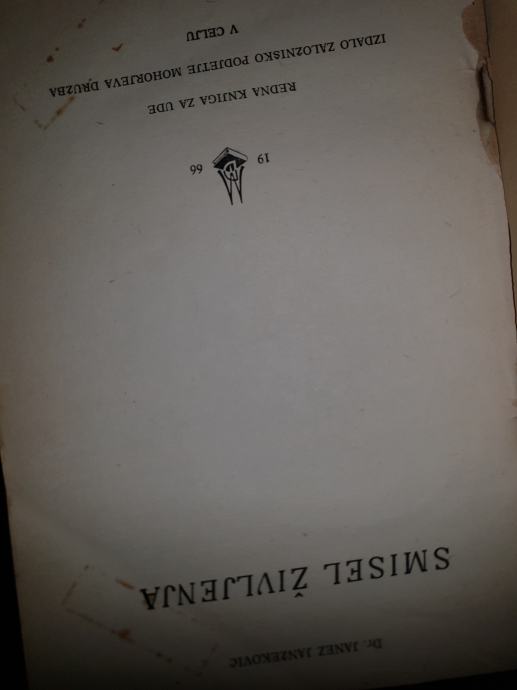 Dr. JANEZ JANŽEKOVIČ
SMISEL ŽIVLJENJA
19 66
REDNA KNJIGA ZA UDE
IZDALO ZALOŽNIŠKO PODJETJE MOHORJEVA DRUŽBA
V CELJU